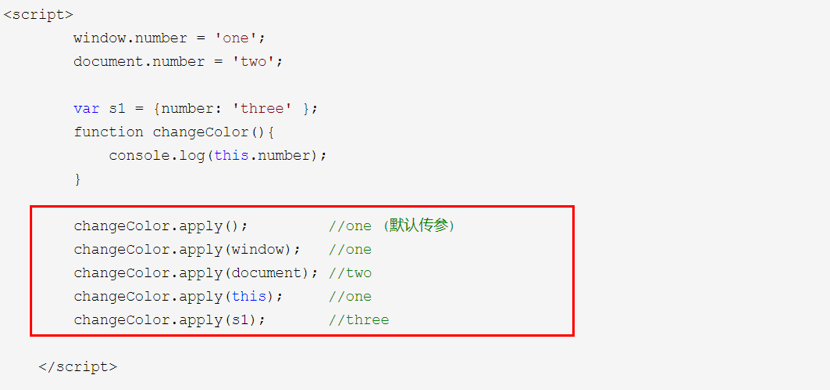 <script>
window.number = 'one';
document.number = 'two';
var s1 = {number: 'three' };
function changeColor(){
console.log(this.number);
}
changeColor.apply(); //one (默认传参)
changeColor.apply(window); //one
changeColor.apply(document); //two
changeColor.apply(this); //one
changeColor.apply(s1); //three
</script>